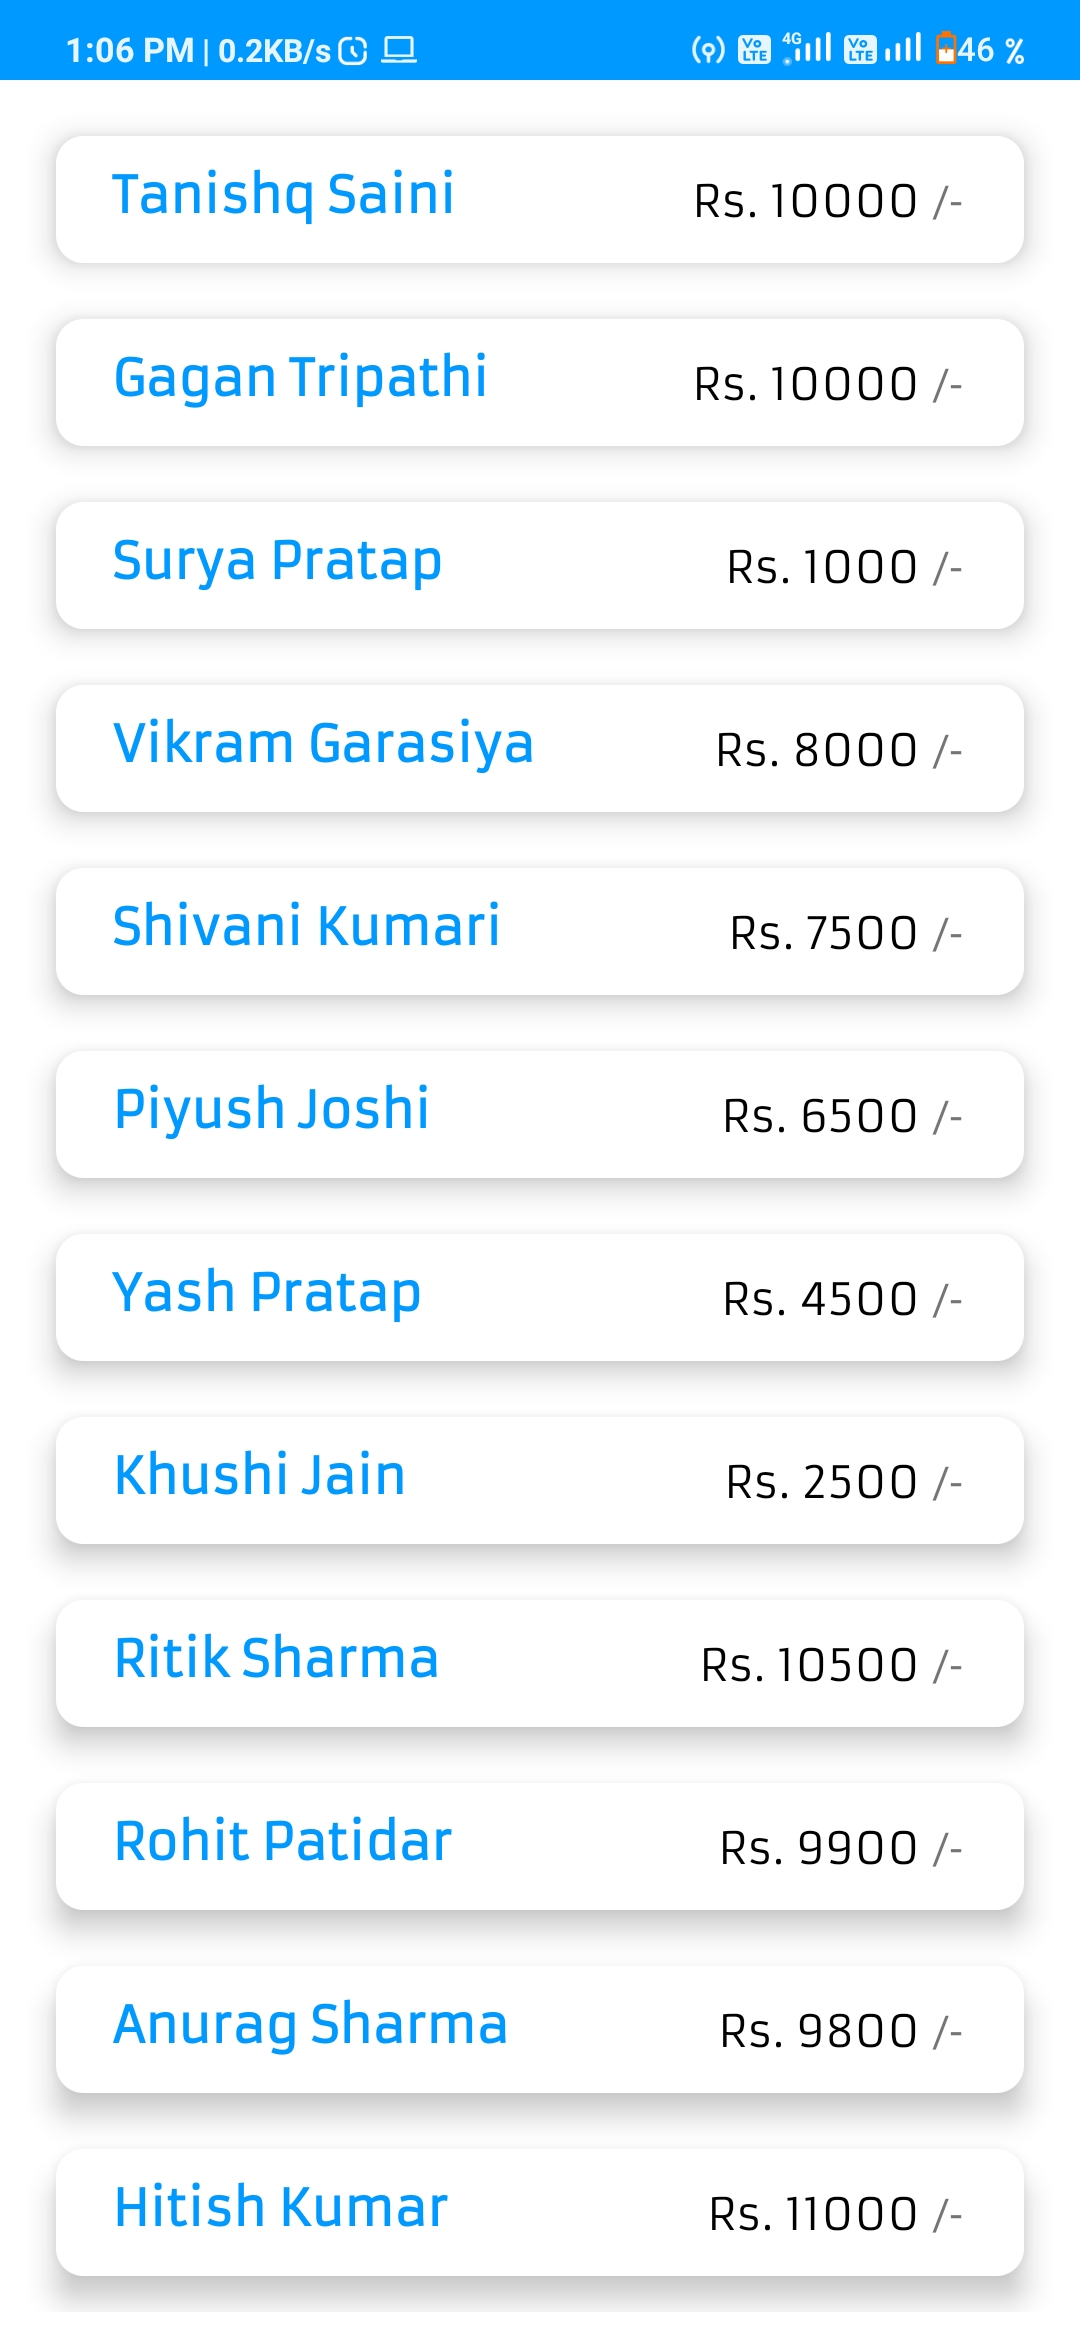 1:06 PM | 0.2KB/s Vo LTE 4G Vo LTE 46 %
Tanishq Saini Rs. 10000 /-
Gagan Tripathi Rs. 10000 /-
Surya Pratap Rs. 1000 /-
Vikram Garasiya Rs. 8000 /-
Shivani Kumari Rs. 7500 /-
Piyush Joshi Rs. 6500 /-
Yash Pratap Rs. 4500 /-
Khushi Jain Rs. 2500 /-
Ritik Sharma Rs. 10500 /-
Rohit Patidar Rs. 9900 /-
Anurag Sharma Rs. 9800 /-
Hitish Kumar Rs. 11000 /-